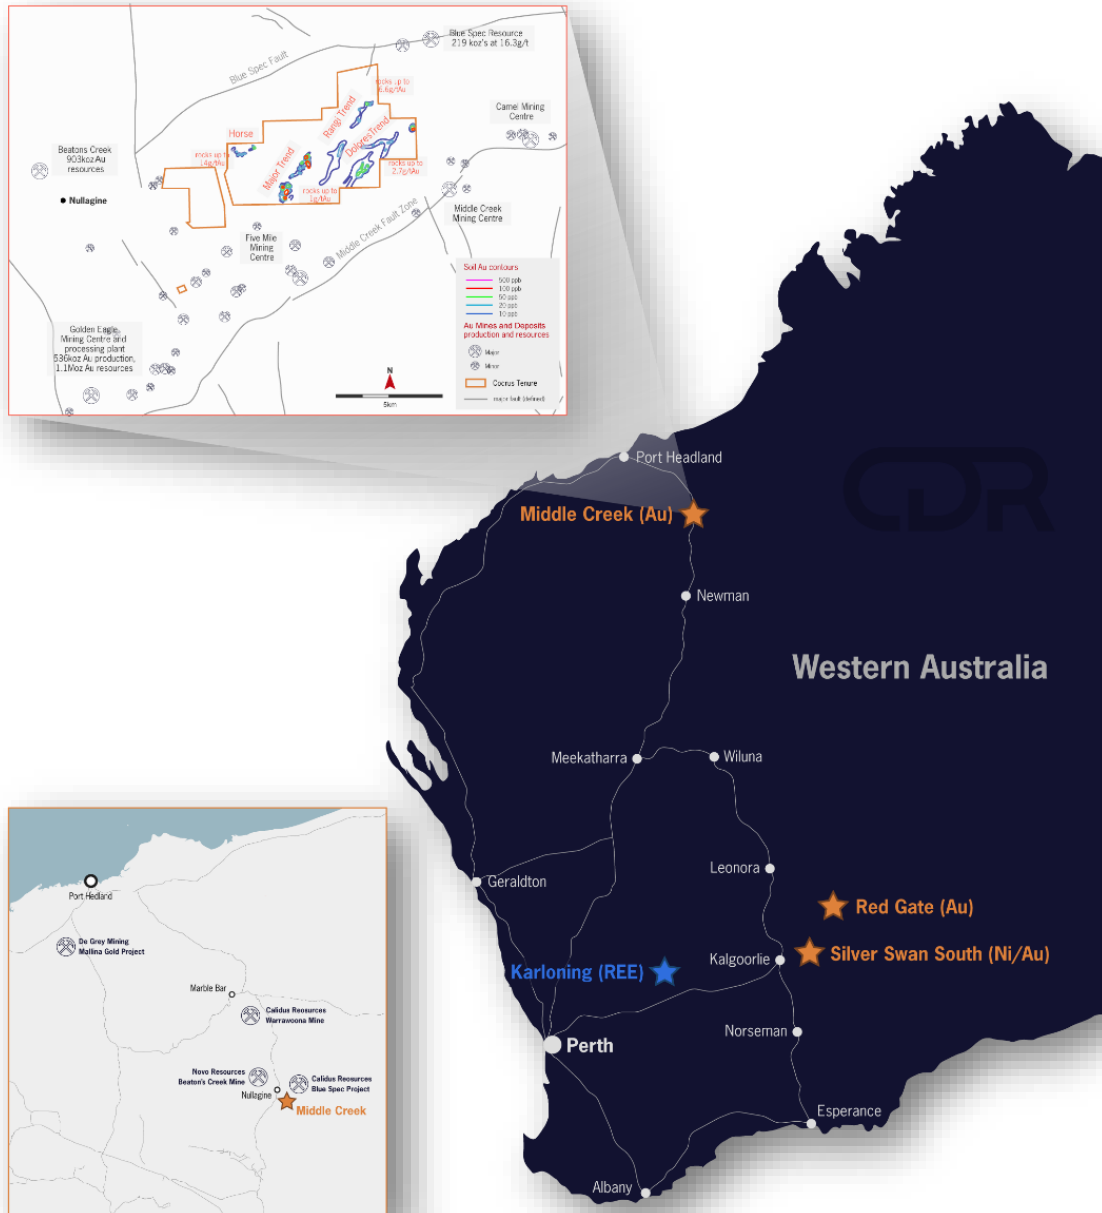 Blue Spec Resource
219 koz's at 16.3g/t
Blue Spec Fault
rocks up to
6.6g/tAu
Rangi Trend
Camel Mining
Centre
Horse
Dolores Trend
Beatons Creek
903koz Au
resources
rocks up to
14g/tAu
Major Trend
rocks up to
2.7g/tAu
rocks up to
1g/tAu
Nullagine
Middle Creek
Mining Centre
Five Mile
Mining
Centre
Middle Creek Fault Zone
Soil Au contours
500 ppb
100 ppb
50 ppb
20 ppb
10 ppb
Au Mines and Deposits
production and resources
Major
Minor
Cocrus Tenure
major fault (defined)
Golden Eagle
Mining Centre and
processing plant
536koz Au production,
1.1Moz Au resources
N
5km
Port Headland
CDR
Middle Creek (Au)
Newman
Western Australia
Meekatharra
Wiluna
Leonora
Geraldton
Red Gate (Au)
Silver Swan South (Ni/Au)
Kalgoorlie
Karloning (REE)
Norseman
Perth
Esperance
Albany
Port Hedland
De Grey Mining
Mallina Gold Project
Marble Bar
Calidus Reosurces
Warrawoona Mine
Novo Resources
Beaton's Creek Mine
Calidus Reosurces
Blue Spec Project
Nullagine
Middle Creek